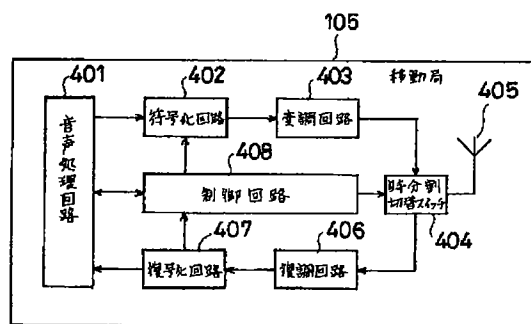 105
移動局
401
402
403
405
音声処理回路
符号化回路
変調回路
408
制御回路
時分割
切替スイッチ
404
407
406
復号化回路
復調回路